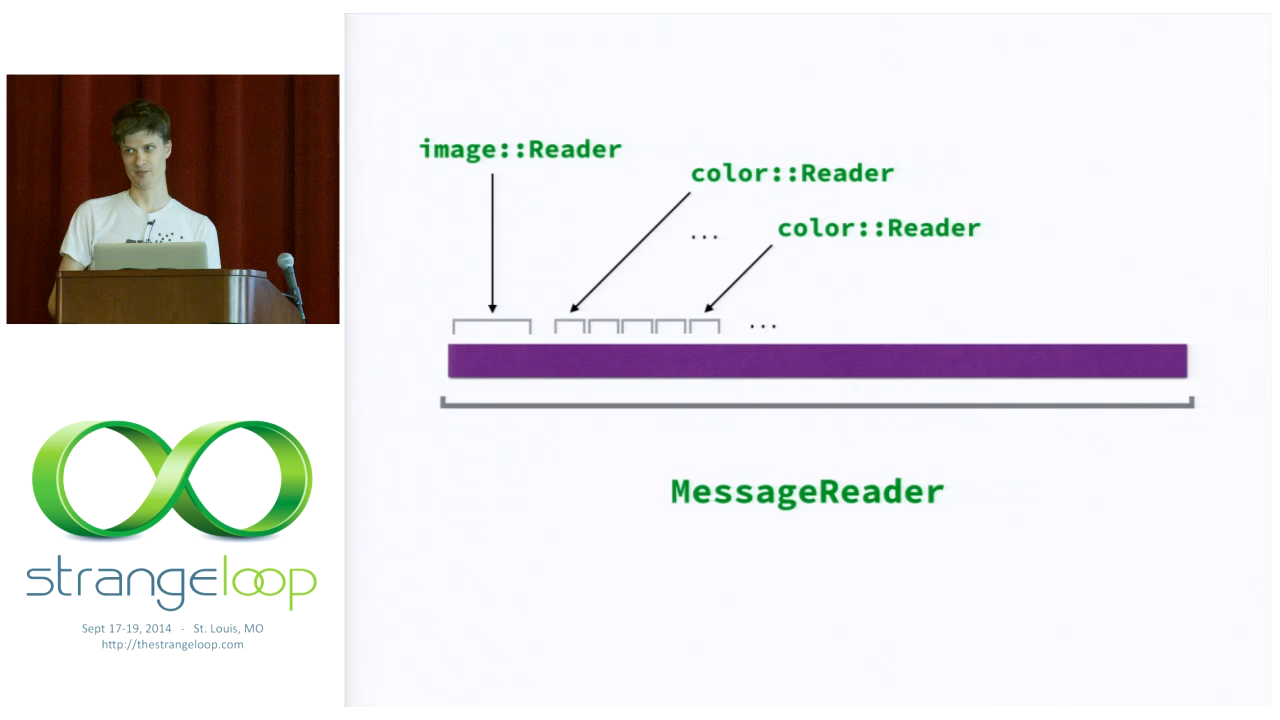 image::Reader
color::Reader
...
color::Reader
...
MessageReader
strangeloop
Sept 17-19, 2014 - St. Louis, MO
http://thestrangeloop.com